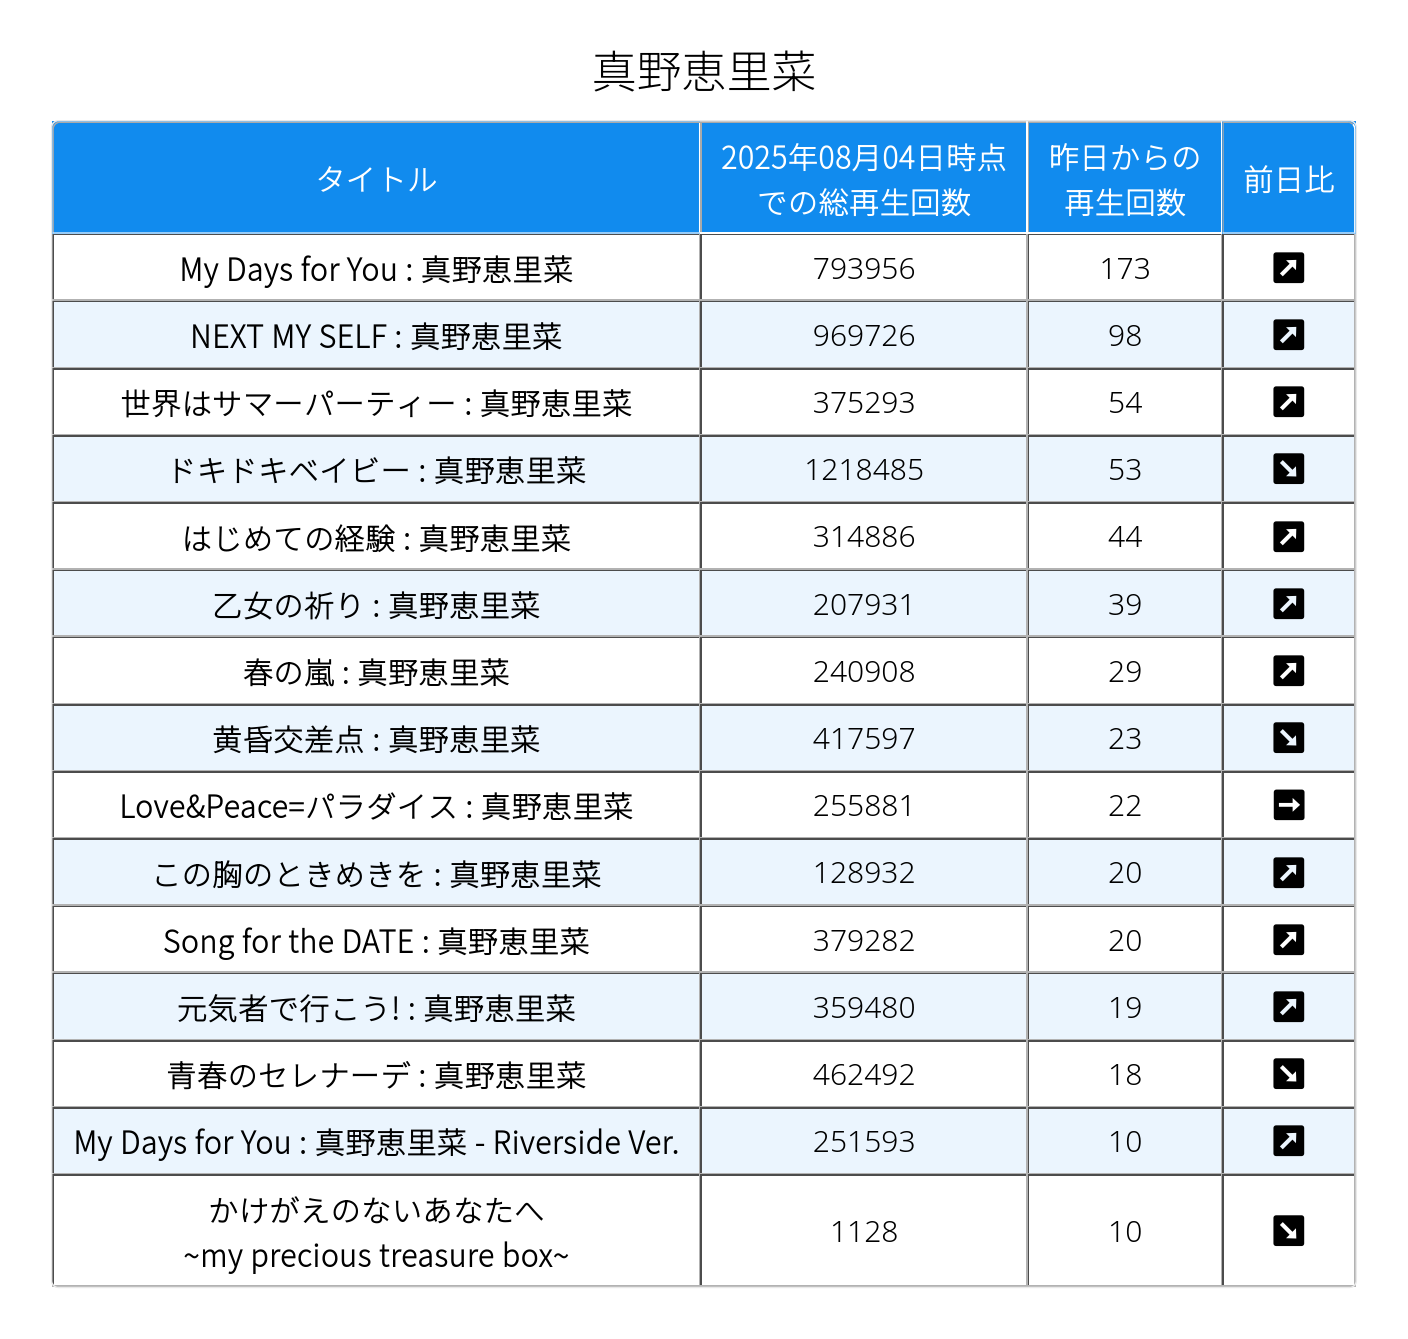 真野恵里菜
タイトル
2025年08月04日時点
での総再生回数
昨日からの
再生回数
前日比
My Days for You : 真野恵里菜 793956 173 ↗
NEXT MY SELF : 真野恵里菜 969726 98 ↗
世界はサマーパーティー : 真野恵里菜 375293 54 ↗
ドキドキベイビー : 真野恵里菜 1218485 53 ↘
はじめての経験 : 真野恵里菜 314886 44 ↗
乙女の祈り : 真野恵里菜 207931 39 ↗
春の嵐 : 真野恵里菜 240908 29 ↗
黄昏交差点 : 真野恵里菜 417597 23 ↘
Love&Peace=パラダイス : 真野恵里菜 255881 22 →
この胸のときめきを : 真野恵里菜 128932 20 ↗
Song for the DATE : 真野恵里菜 379282 20 ↗
元気者で行こう! : 真野恵里菜 359480 19 ↗
青春のセレナーデ : 真野恵里菜 462492 18 ↘
My Days for You : 真野恵里菜 - Riverside Ver. 251593 10 ↗
かけがえのないあなたへ
~my precious treasure box~ 1128 10 ↘